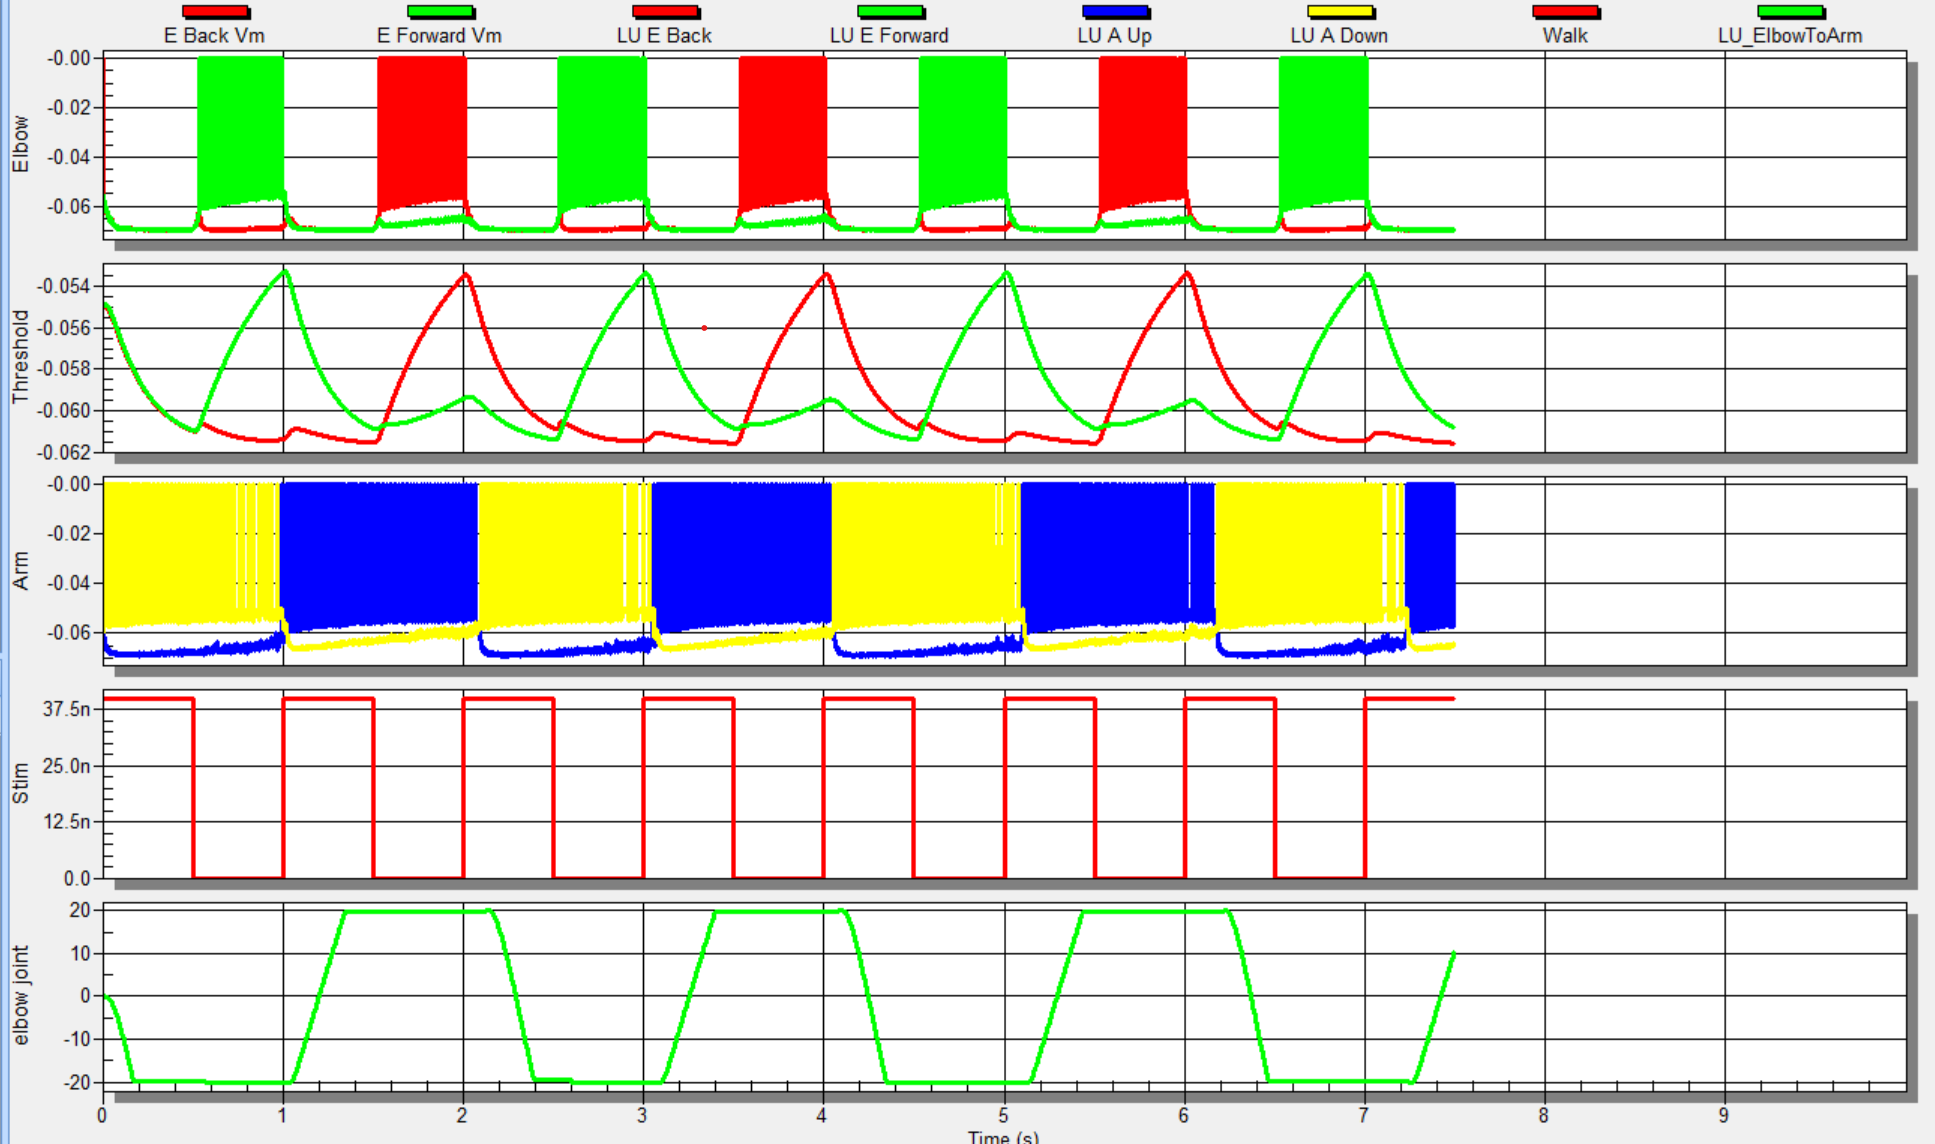 E Back Vm E Forward Vm LU E Back LU E Forward LU A Up LU A Down Walk LU_ElbowToArm
Elbow
-0.00
-0.02
-0.04
-0.06
Threshold
-0.054
-0.056
-0.058
-0.060
-0.062
Arm
-0.00
-0.02
-0.04
-0.06
Stim
37.5n
25.0n
12.5n
0.0
elbow joint
20
10
0
-10
-20
0 1 2 3 4 5 6 7 8 9
Time (s)